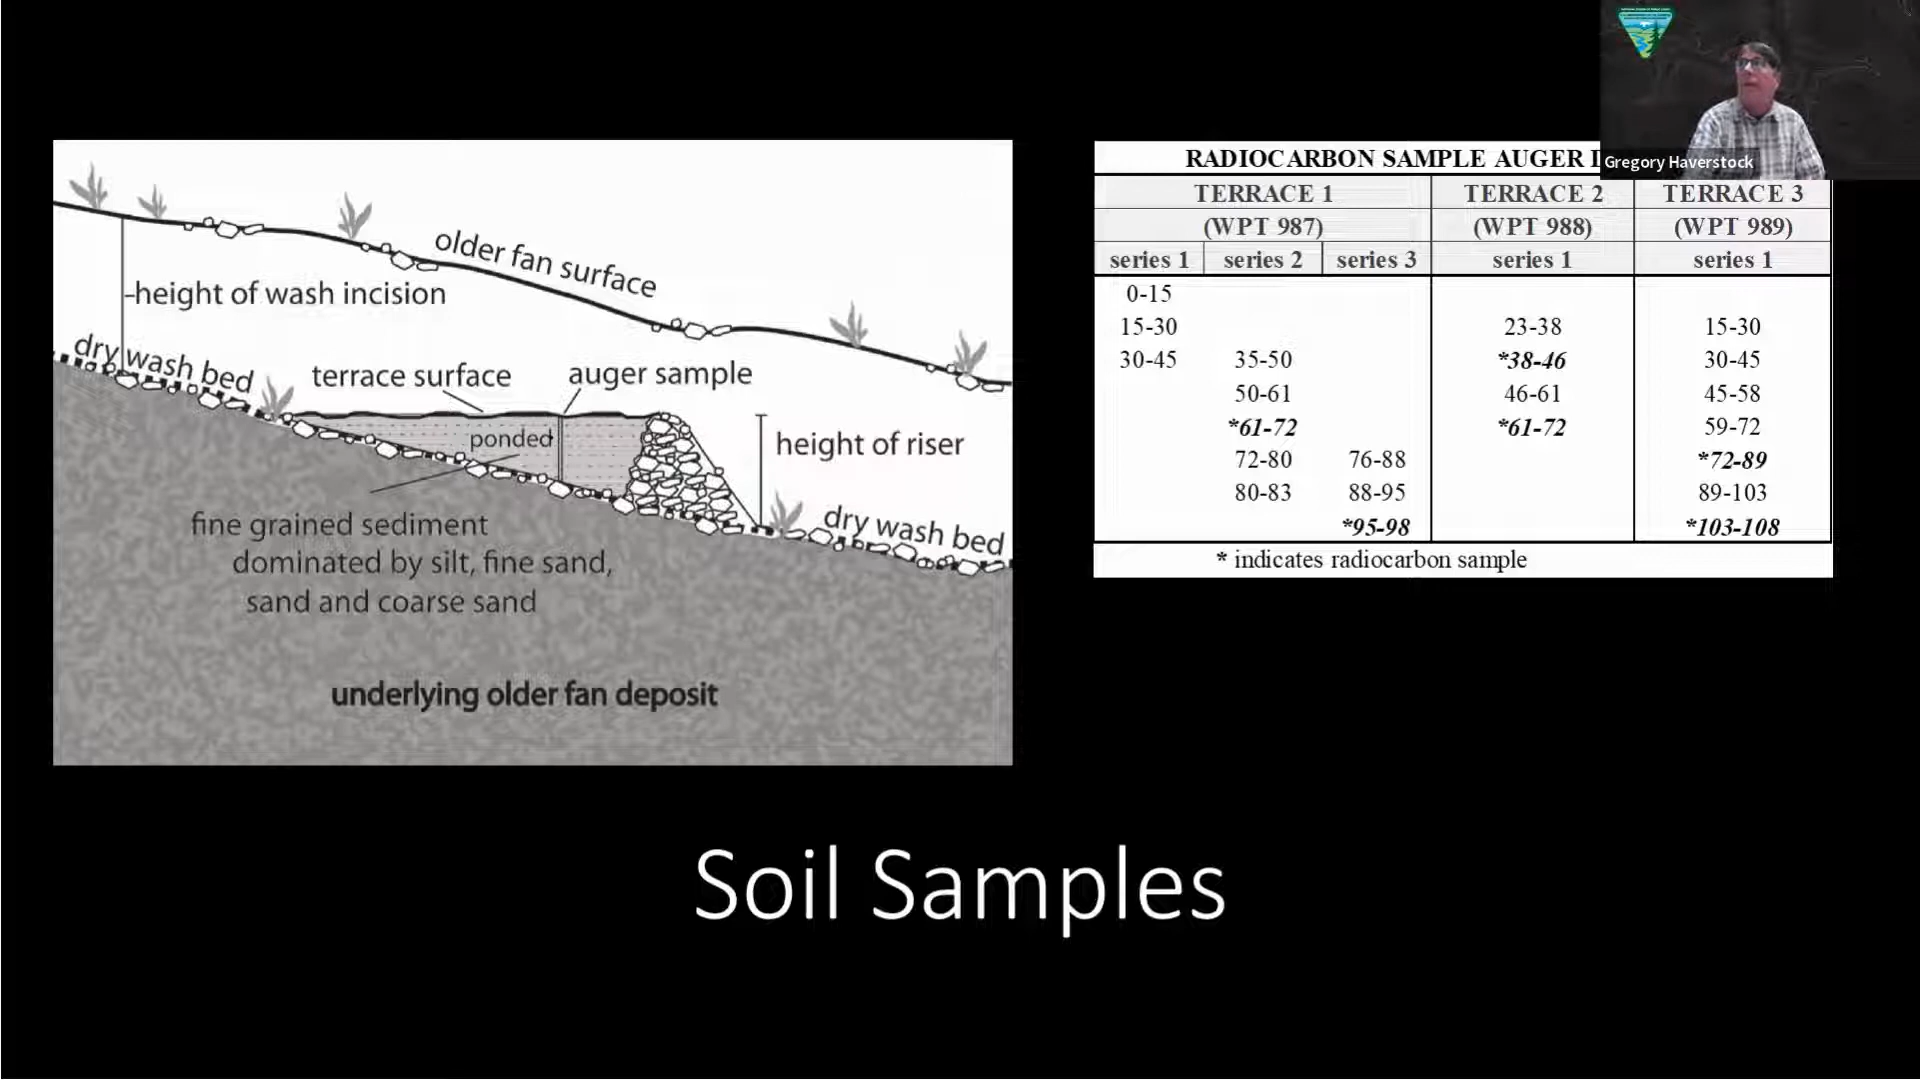 older fan surface
-height of wash incision
dry wash bed
terrace surface
auger sample
ponded
height of riser
dry wash bed
fine grained sediment
dominated by silt, fine sand,
sand and coarse sand
underlying older fan deposit
Gregory Haverstock
RADIOCARBON SAMPLE AUGER
TERRACE 1 TERRACE 2 TERRACE 3
(WPT 987) (WPT 988) (WPT 989)
series 1 series 2 series 3 series 1 series 1
0-15
15-30 23-38 15-30
30-45 35-50 *38-46 30-45
50-61 46-61 45-58
*61-72 *61-72 59-72
72-80 76-88 *72-89
80-83 88-95 89-103
*95-98 *103-108
* indicates radiocarbon sample
Soil Samples